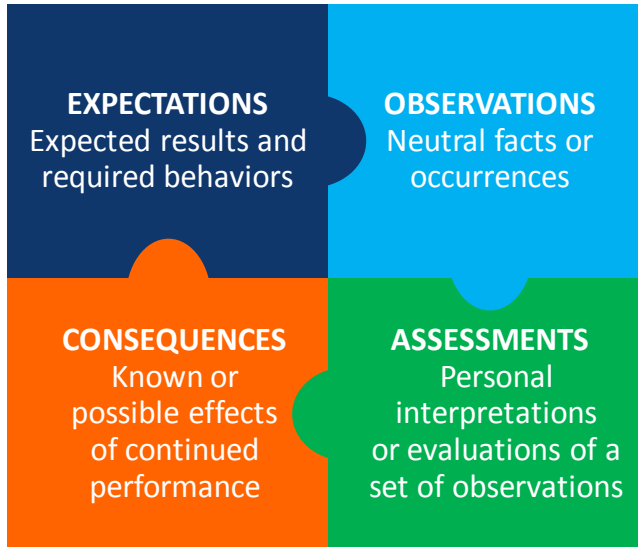 EXPECTATIONS
Expected results and
required behaviors
OBSERVATIONS
Neutral facts or
occurrences
CONSEQUENCES
Known or
possible effects
of continued
performance
ASSESSMENTS
Personal
interpretations
or evaluations of a
set of observations